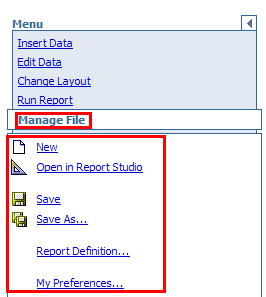 Menu
Insert Data
Edit Data
Change Layout
Run Report
Manage File
New
Open in Report Studio
Save
Save As...
Report Definition...
My Preferences...